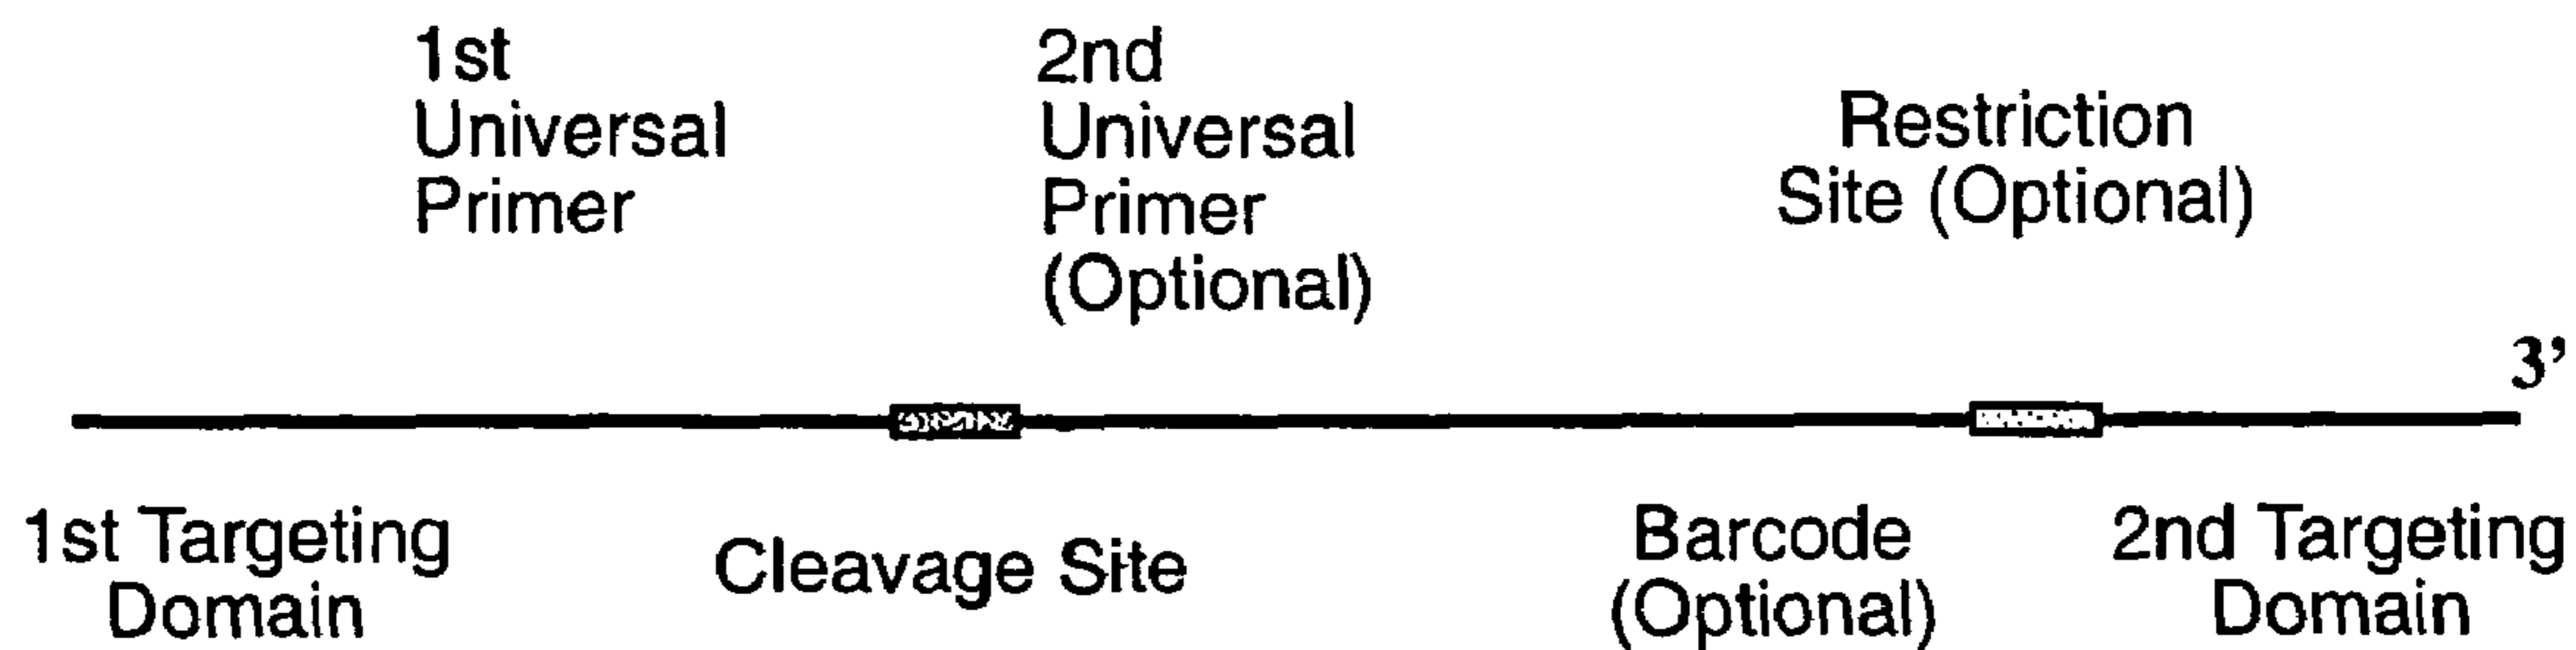 1st
Universal
Primer
2nd
Universal
Primer
(Optional)
Restriction
Site (Optional)
3’
1st Targeting
Domain
Cleavage Site
Barcode
(Optional)
2nd Targeting
Domain